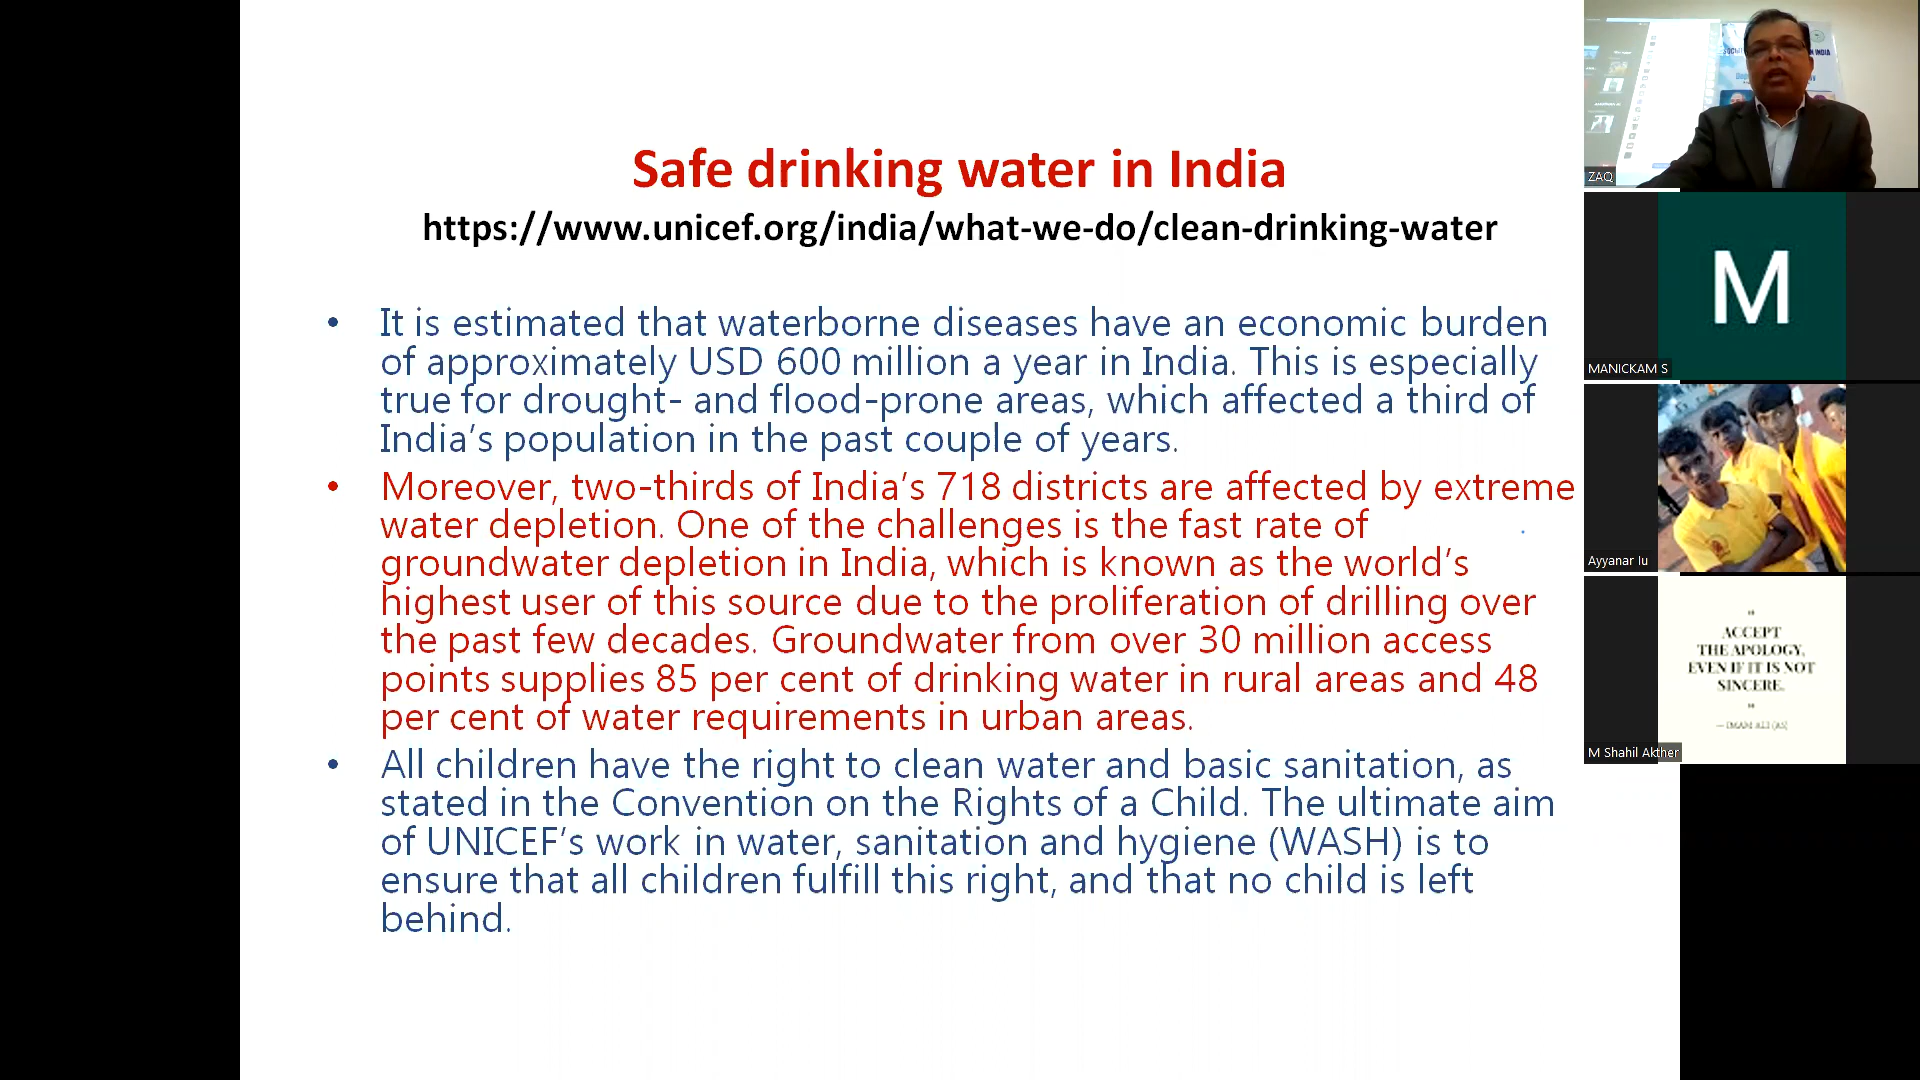 Safe drinking water in India
https://www.unicef.org/india/what-we-do/clean-drinking-water
• It is estimated that waterborne diseases have an economic burden
of approximately USD 600 million a year in India. This is especially
true for drought- and flood-prone areas, which affected a third of
India’s population in the past couple of years.
• Moreover, two-thirds of India’s 718 districts are affected by extreme
water depletion. One of the challenges is the fast rate of
groundwater depletion in India, which is known as the world’s
highest user of this source due to the proliferation of drilling over
the past few decades. Groundwater from over 30 million access
points supplies 85 per cent of drinking water in rural areas and 48
per cent of water requirements in urban areas.
• All children have the right to clean water and basic sanitation, as
stated in the Convention on the Rights of a Child. The ultimate aim
of UNICEF’s work in water, sanitation and hygiene (WASH) is to
ensure that all children fulfill this right, and that no child is left
behind.
ZAQ
M
MANICKAM S
Ayyanar Iu
"
ACCEPT
THE APOLOGY,
EVEN IF IT IS NOT
SINCERE.
"
— IMAM ALI (AS)
M Shahil Akther